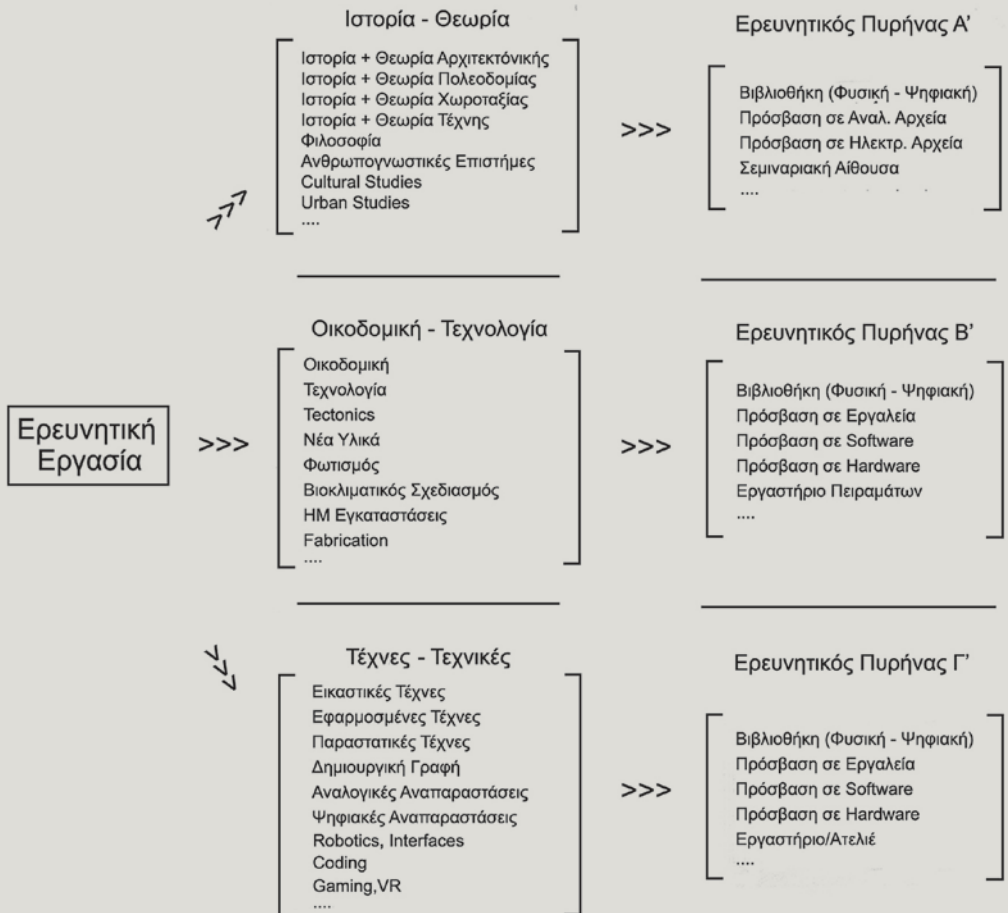 Ιστορία - Θεωρία
Ιστορία + Θεωρία Αρχιτεκτόνικής
Ιστορία + Θεωρία Πολεοδομίας
Ιστορία + Θεωρία Χωροταξίας
Ιστορία + Θεωρία Τέχνης
Φιλοσοφία
Ανθρωπογνωστικές Επιστήμες
Cultural Studies
Urban Studies
....
>>>
Ερευνητικός Πυρήνας Α'
Βιβλιοθήκη (Φυσική - Ψηφιακή)
Πρόσβαση σε Αναλ. Αρχεία
Πρόσβαση σε Ηλεκτρ. Αρχεία
Σεμιναριακή Αίθουσα
....
>>>
Ερευνητική
Εργασία
>>>
Οικοδομική - Τεχνολογία
Οικοδομική
Τεχνολογία
Tectonics
Νέα Υλικά
Φωτισμός
Βιοκλιματικός Σχεδιασμός
ΗΜ Εγκαταστάσεις
Fabrication
....
>>>
Ερευνητικός Πυρήνας Β'
Βιβλιοθήκη (Φυσική - Ψηφιακή)
Πρόσβαση σε Εργαλεία
Πρόσβαση σε Software
Πρόσβαση σε Hardware
Εργαστήριο Πειραμάτων
....
>>>
Τέχνες - Τεχνικές
Εικαστικές Τέχνες
Εφαρμοσμένες Τέχνες
Παραστατικές Τέχνες
Δημιουργική Γραφή
Αναλογικές Αναπαραστάσεις
Ψηφιακές Αναπαραστάσεις
Robotics, Interfaces
Coding
Gaming,VR
....
>>>
Ερευνητικός Πυρήνας Γ'
Βιβλιοθήκη (Φυσική - Ψηφιακή)
Πρόσβαση σε Εργαλεία
Πρόσβαση σε Software
Πρόσβαση σε Hardware
Εργαστήριο/Ατελιέ
....